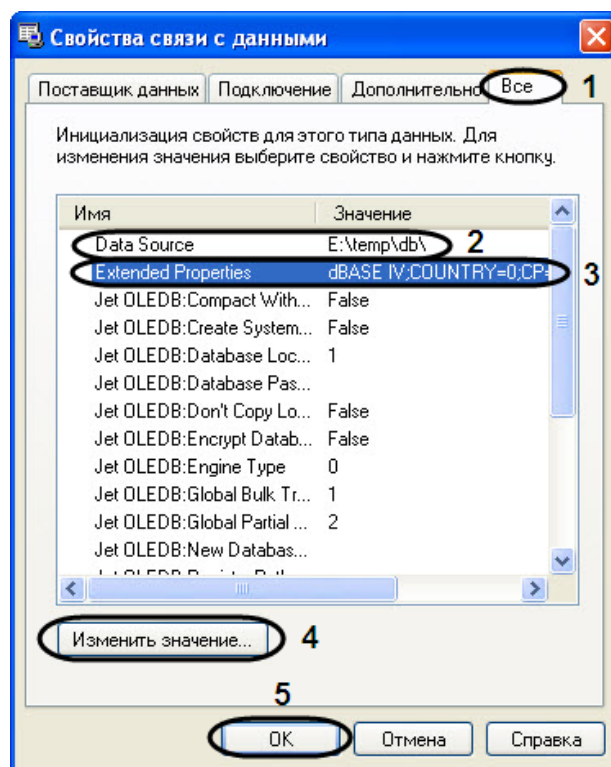 Свойства связи с данными
Поставщик данных Подключение Дополнительно Все 1
Инициализация свойств для этого типа данных. Для
изменения значения выберите свойство и нажмите кнопку.
Имя Значение
Data Source E:\temp\db\ 2
Extended Properties dBASE IV;COUNTRY=0;CP= 3
Jet OLEDB:Compact With... False
Jet OLEDB:Create System... False
Jet OLEDB:Database Loc... 1
Jet OLEDB:Database Pas...
Jet OLEDB:Don't Copy Lo... False
Jet OLEDB:Encrypt Datab... False
Jet OLEDB:Engine Type 0
Jet OLEDB:Global Bulk Tr... 1
Jet OLEDB:Global Partial ... 2
Jet OLEDB:New Databas...
Изменить значение... 4
5
OK Отмена Справка